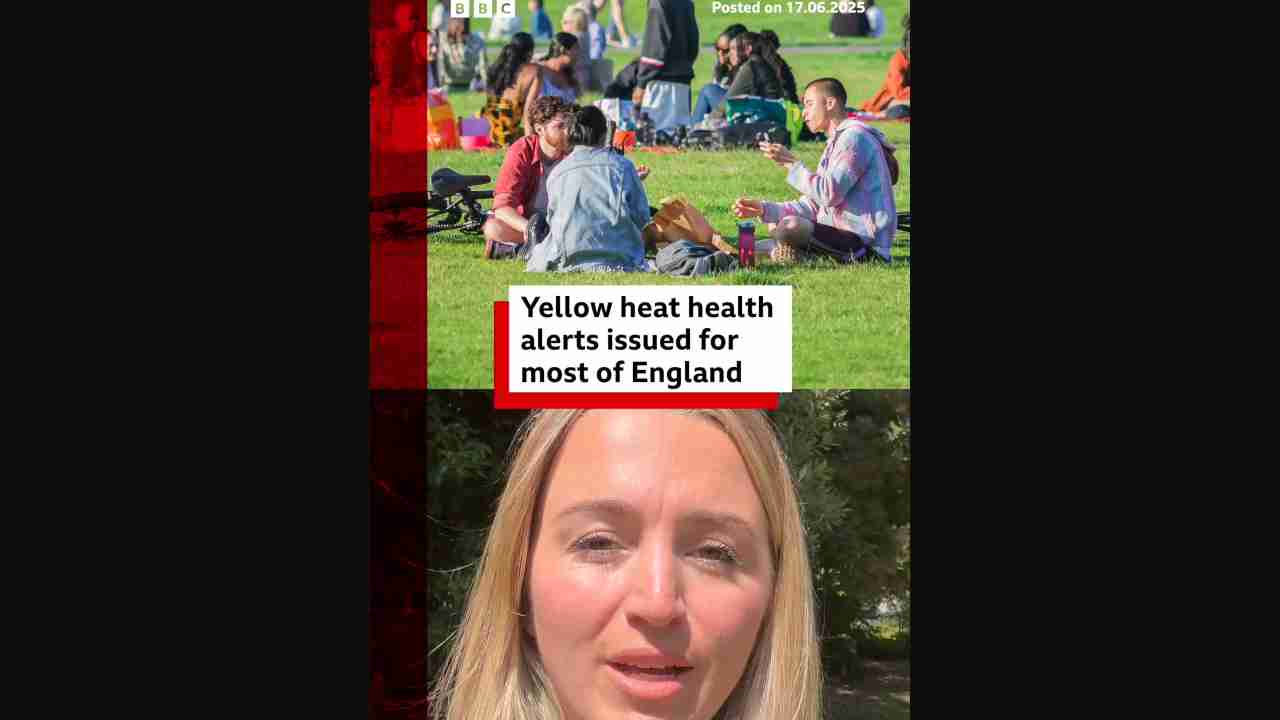 BBC
Posted on 17.06.2025
Yellow heat health
alerts issued for
most of England